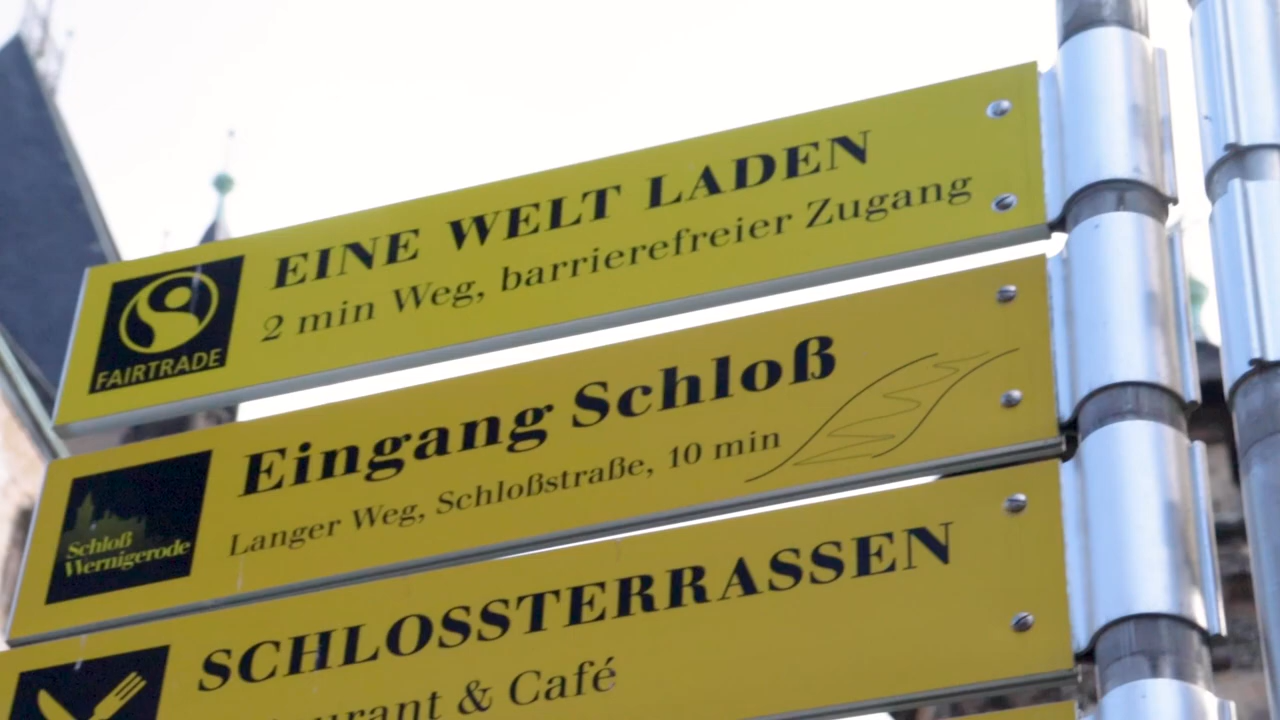 EINE WELT LADEN
2 min Weg, barrierefreier Zugang
FAIRTRADE
Eingang Schloß
Langer Weg, Schloßstraße, 10 min
Schloß
Wernigerode
SCHLOSSTERRASSEN
& Café